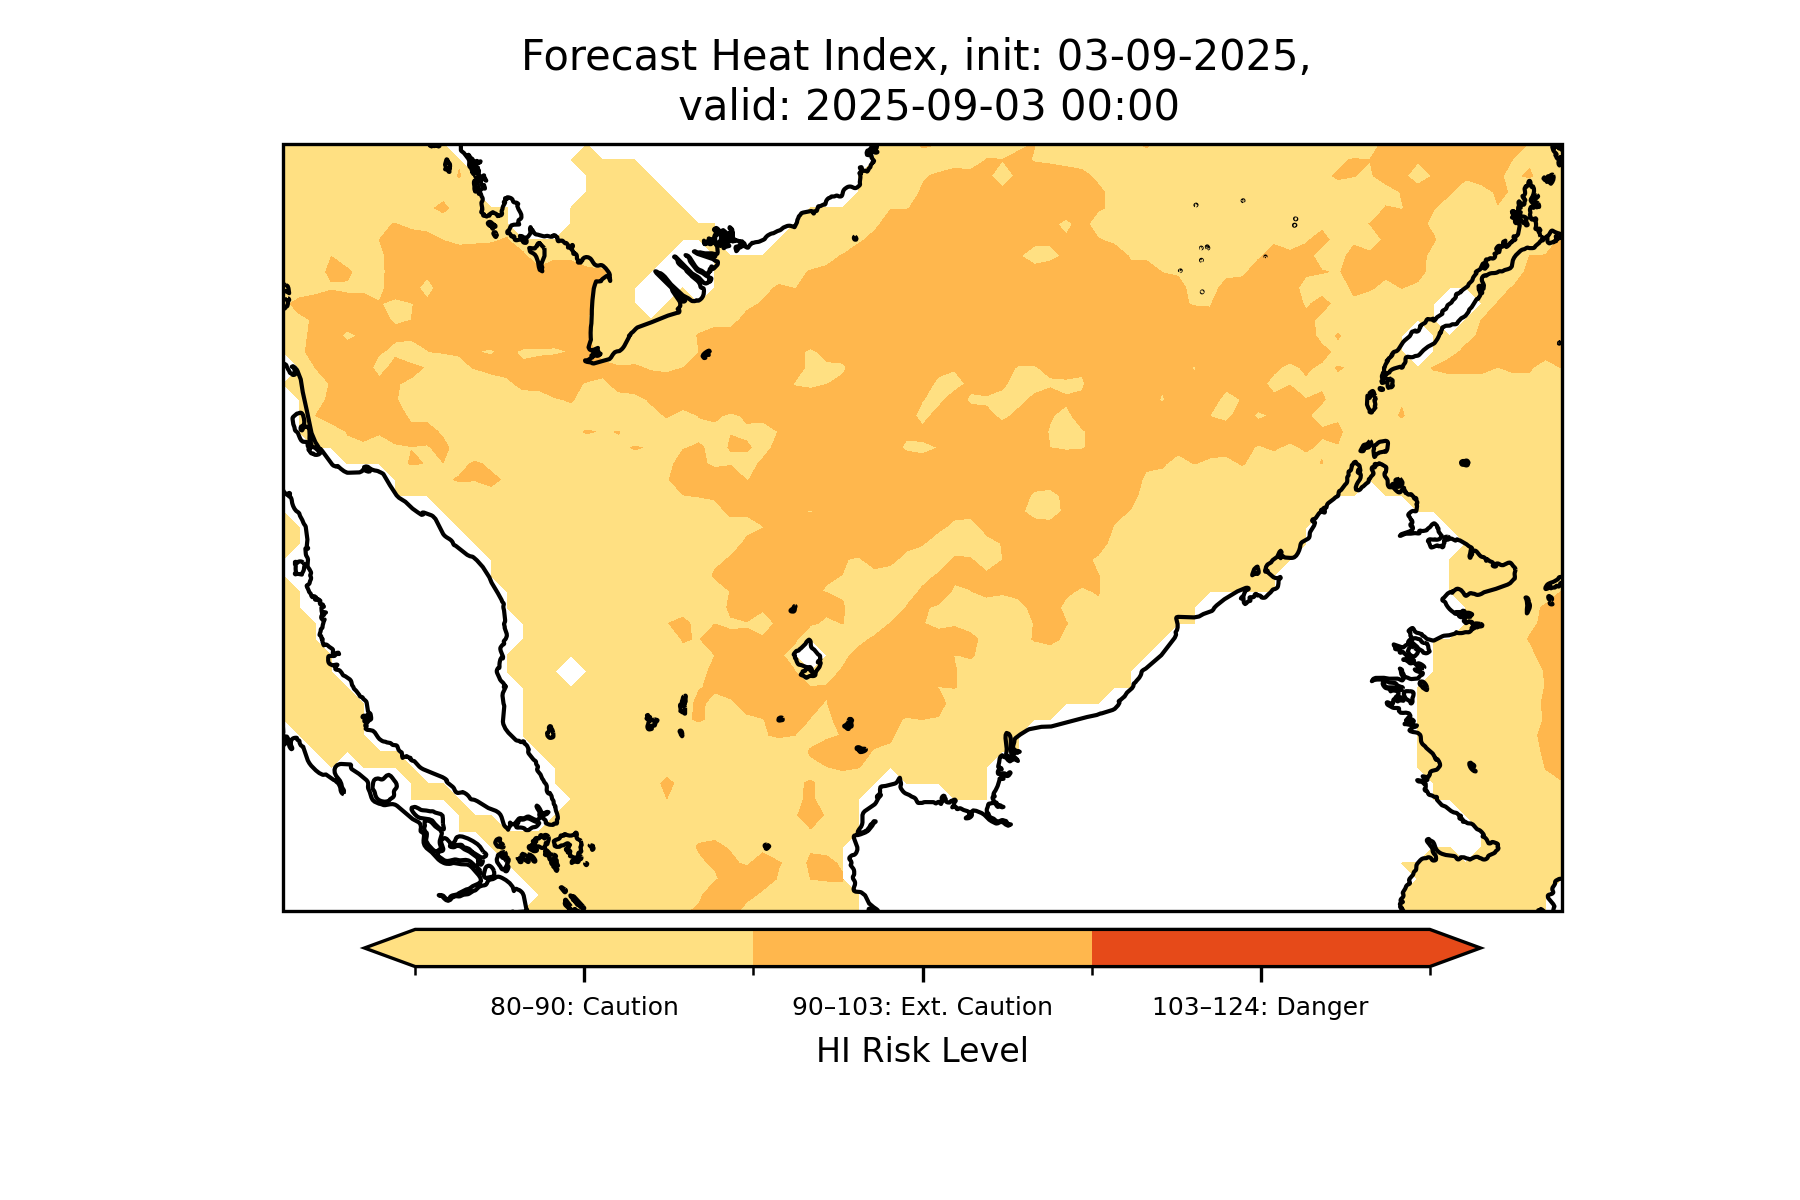 Forecast Heat Index, init: 03-09-2025,
valid: 2025-09-03 00:00
80–90: Caution
90–103: Ext. Caution
103–124: Danger
HI Risk Level